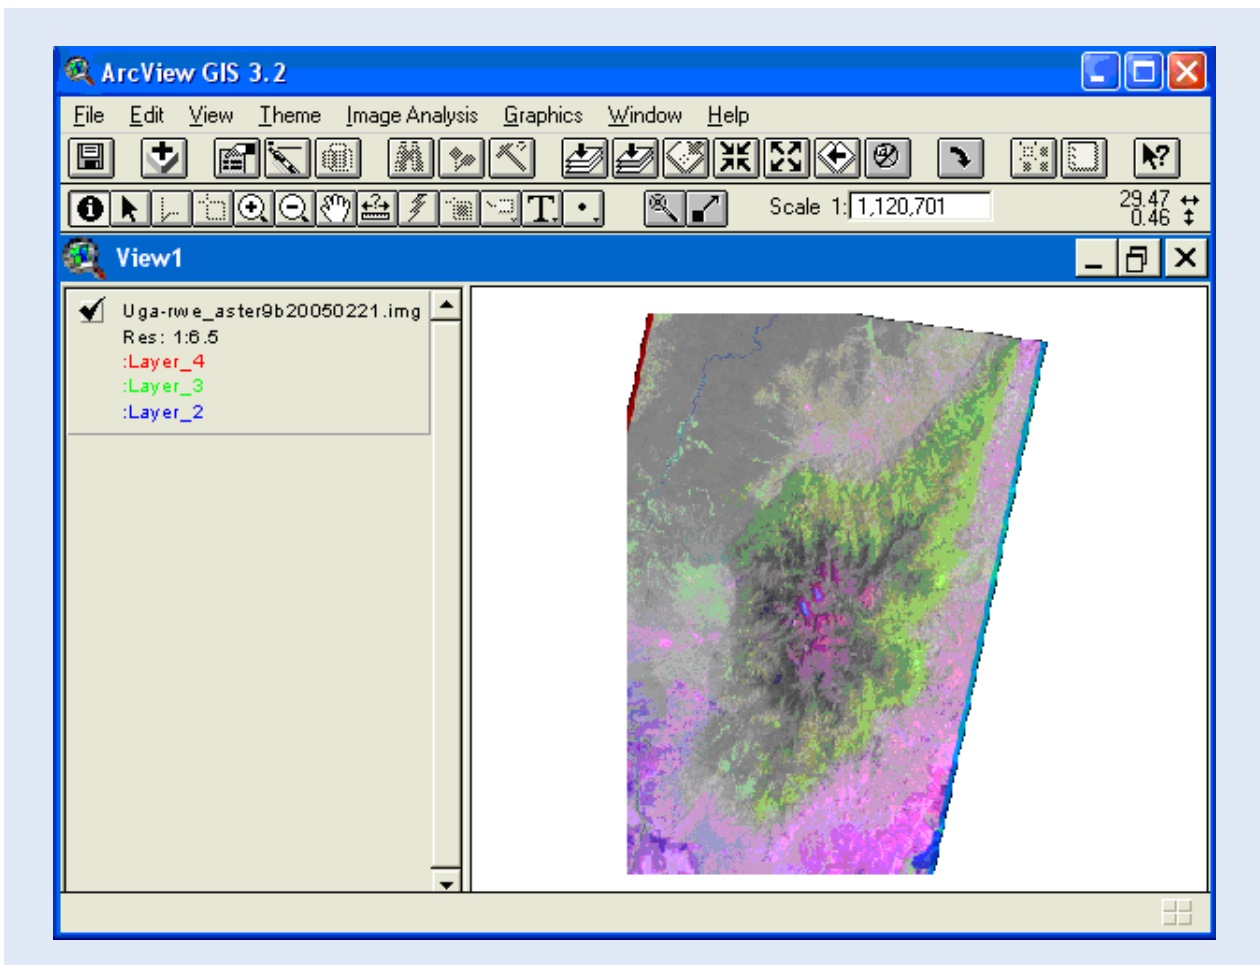 ArcView GIS 3.2
File Edit View Theme Image Analysis Graphics Window Help
Scale 1: 1,120,701
29.47
0.46
View1
Uga-rwe_aster9b20050221.img
Res: 1:6.5
:Layer_4
:Layer_3
:Layer_2